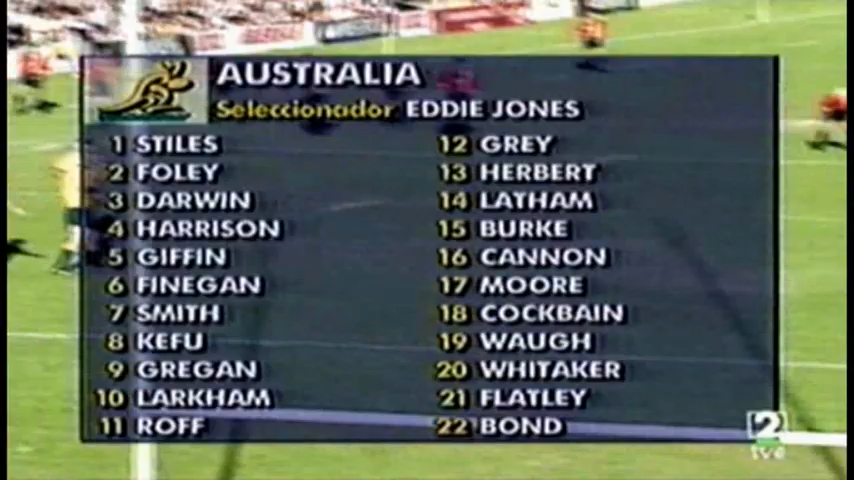 AUSTRALIA
Seleccionador EDDIE JONES
1 STILES
2 FOLEY
3 DARWIN
4 HARRISON
5 GIFFIN
6 FINEGAN
7 SMITH
8 KEFU
9 GREGAN
10 LARKHAM
11 ROFF
12 GREY
13 HERBERT
14 LATHAM
15 BURKE
16 CANNON
17 MOORE
18 COCKBAIN
19 WAUGH
20 WHITAKER
21 FLATLEY
22 BOND
2
tve